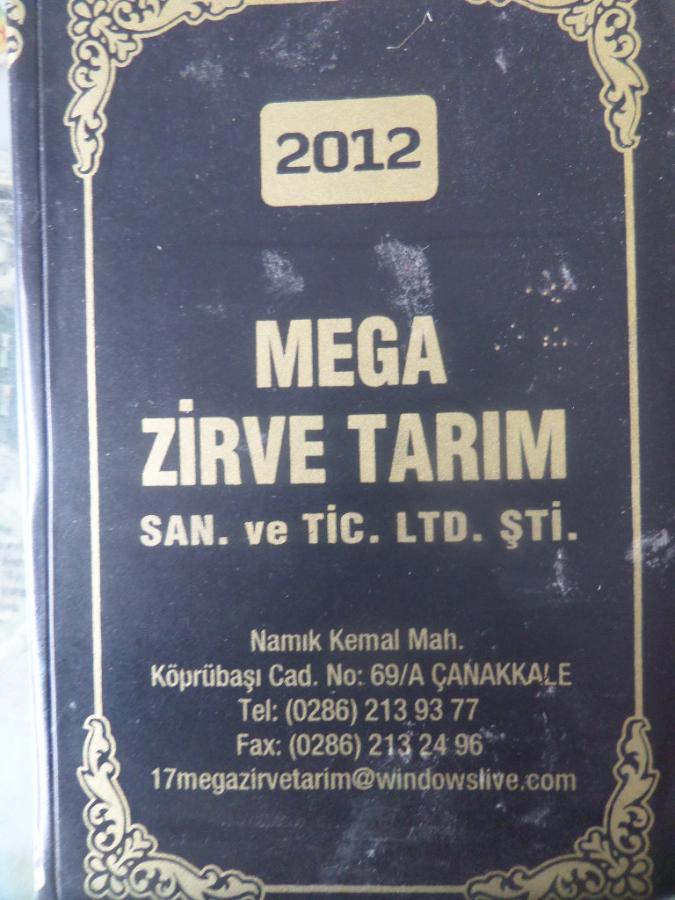 2012
MEGA
ZİRVE TARIM
SAN. ve TİC. LTD. ŞTİ.
Namık Kemal Mah.
Köprübaşı Cad. No: 69/A ÇANAKKALE
Tel: (0286) 213 93 77
Fax: (0286) 213 24 96
17megazirvetarim@windowslive.com